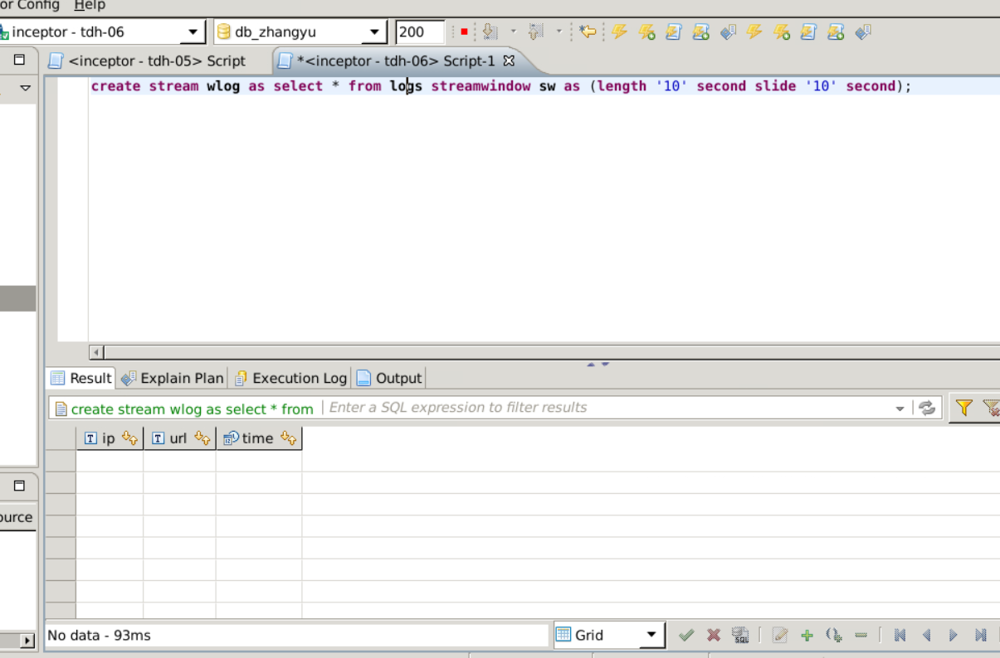 or Config Help
inceptor - tdh-06 db_zhangyu 200
<inceptor - tdh-05> Script *<inceptor - tdh-06> Script-1
create stream wlog as select * from logs streamwindow sw as (length '10' second slide '10' second);
Result Explain Plan Execution Log Output
create stream wlog as select * from Enter a SQL expression to filter results
ip url time
ource
No data - 93ms Grid